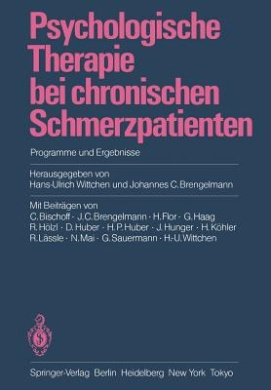 Psychologische
Therapie
bei chronischen
Schmerzpatienten
Programme und Ergebnisse
Herausgegeben von
Hans-Ulrich Wittchen und Johannes C. Brengelmann
Mit Beiträgen von
C. Bischoff · J. C. Brengelmann · H. Flor · G. Haag
R. Hölzl · D. Huber · H. P. Huber · J. Hunger · H. Köhler
R. Lässle · N. Mai · G. Sauermann · H.-U. Wittchen
Springer-Verlag Berlin Heidelberg New York Tokyo